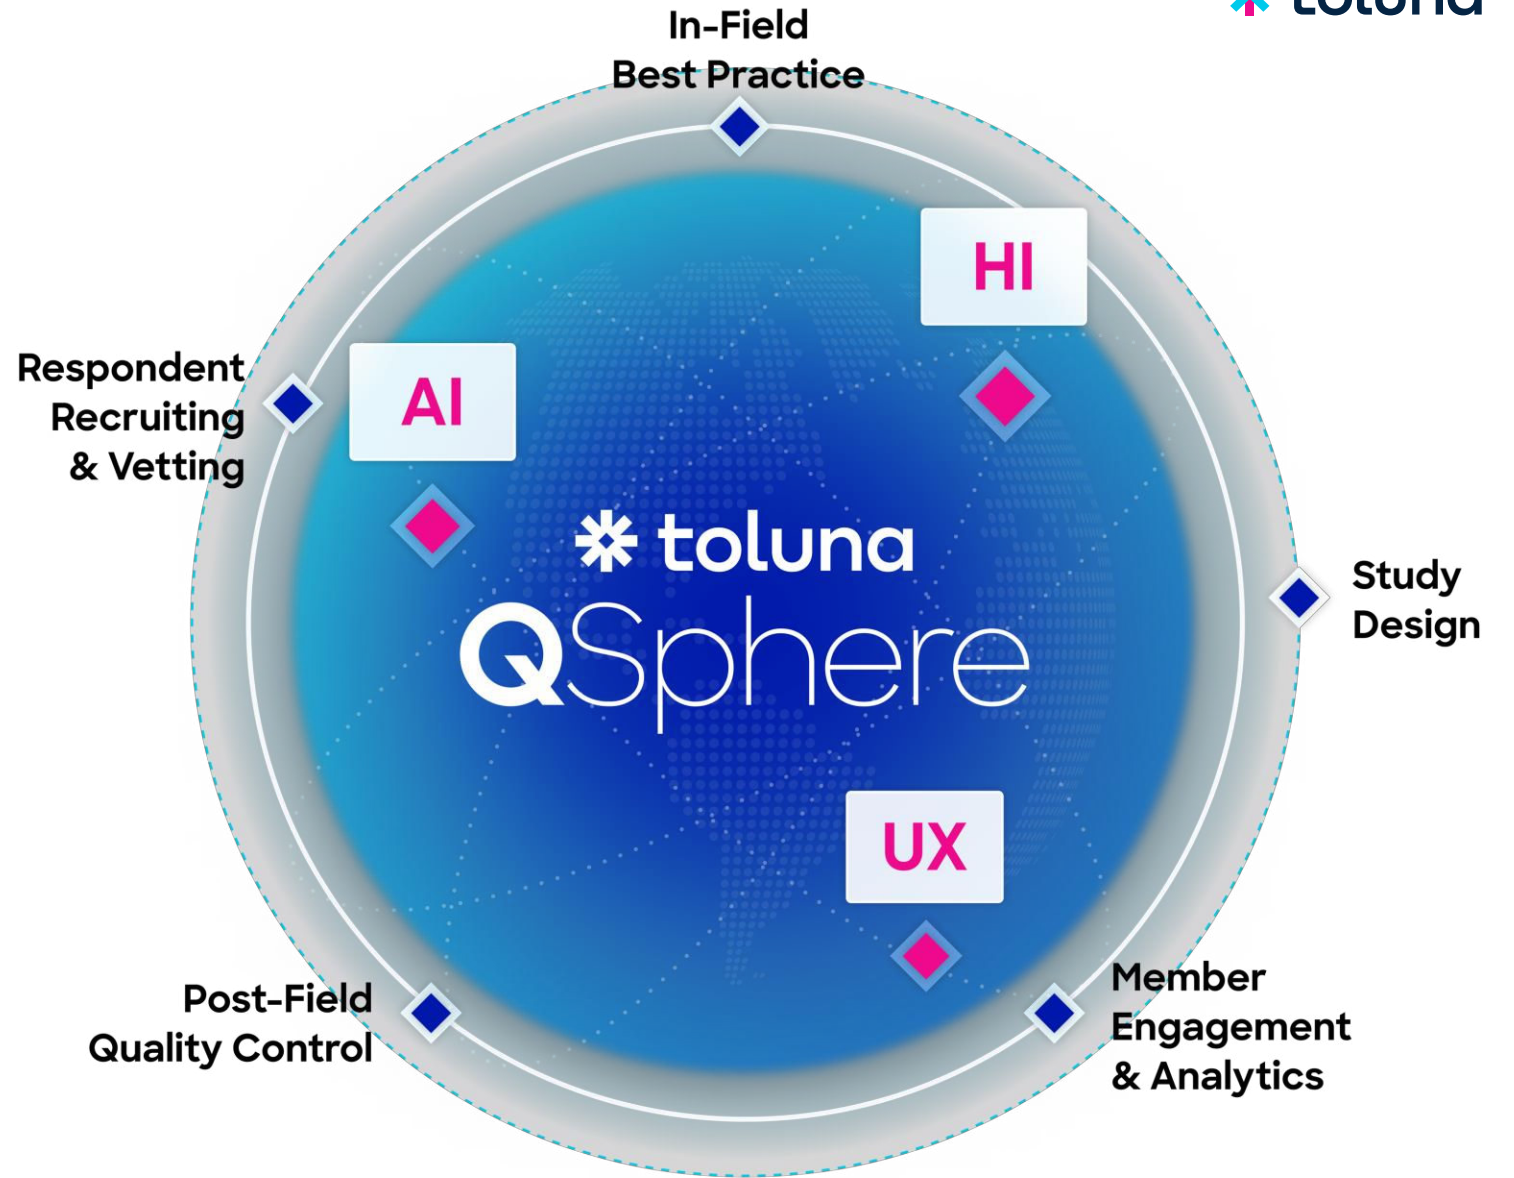 toluna
In-Field
Best Practice
HI
Respondent
Recruiting
& Vetting
AI
toluna
QSphere
Study
Design
UX
Post-Field
Quality Control
Member
Engagement
& Analytics